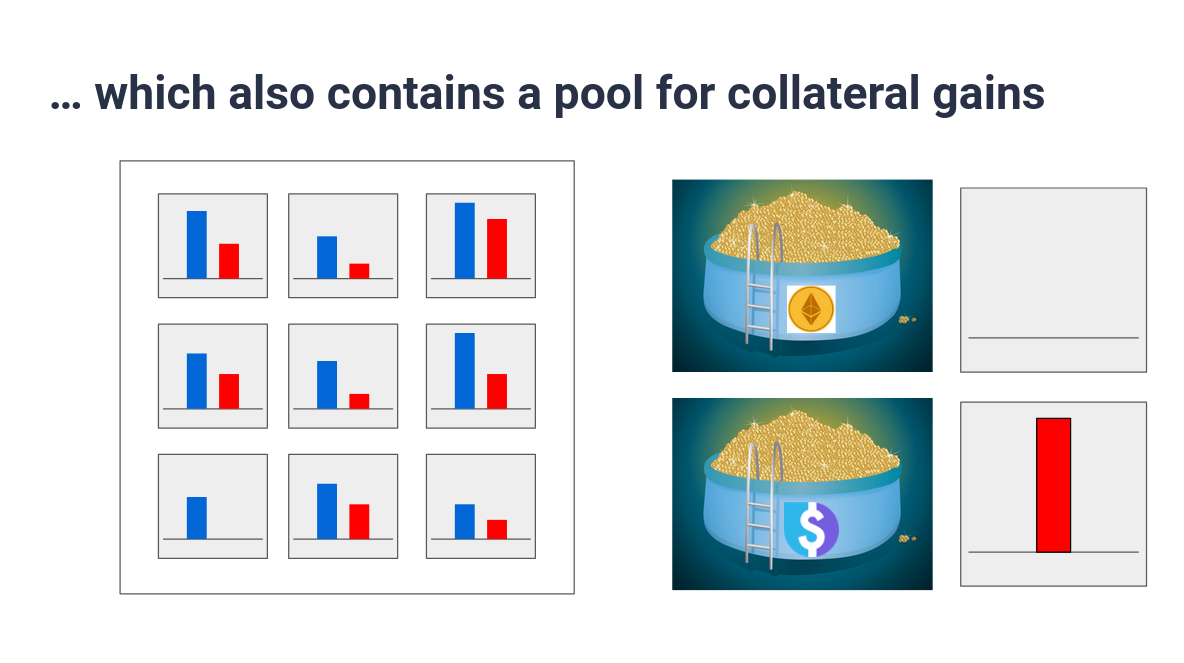 … which also contains a pool for collateral gains
$